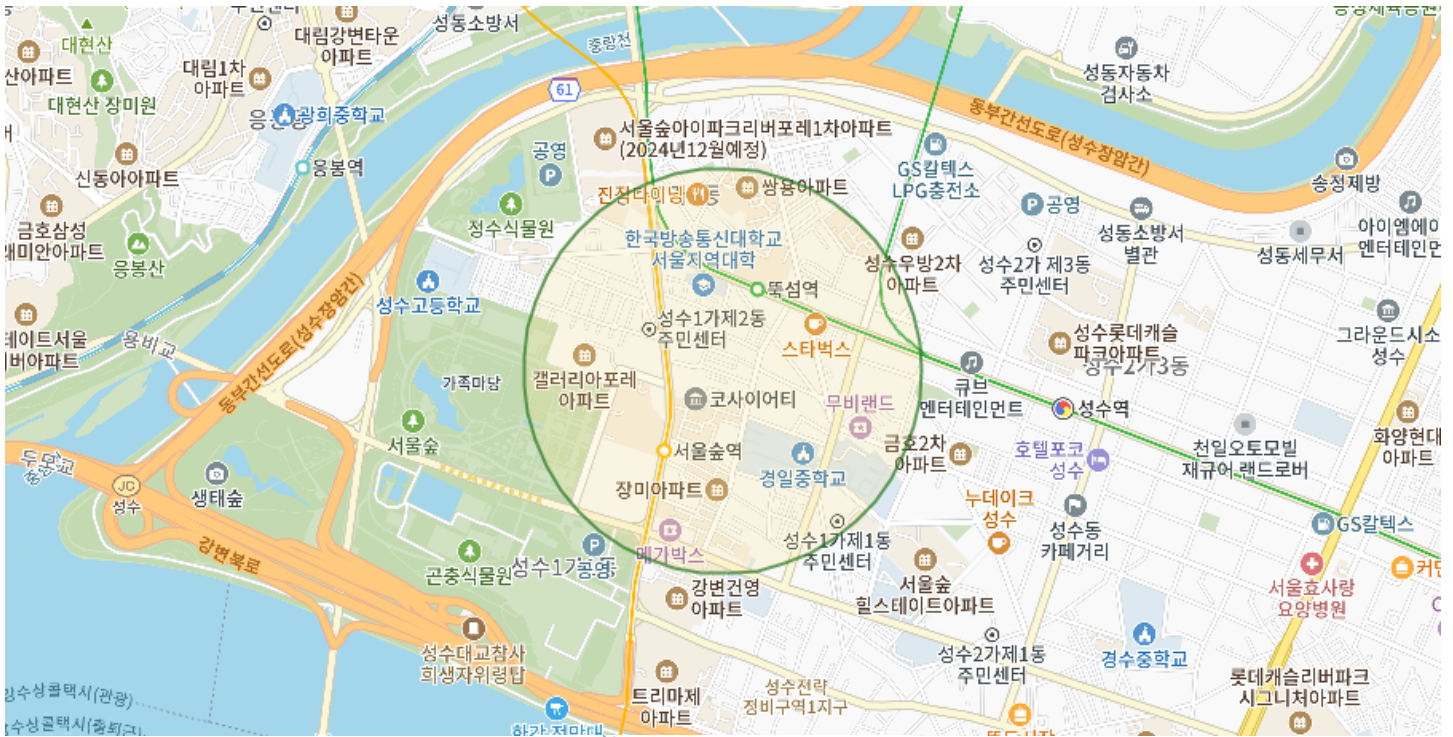 성동소방서
대현산
대림강변타운
아파트
산아파트
대림1차
아파트
대현산 장미원
광희중학교
신동아아파트
응봉역
금호삼성
래미안아파트
응봉산
중랑천
61
서울숲아이파크리버포레1차아파트
(2024년12월예정)
공영
진정다이닝
쌍용아파트
정수식물원
한국방송통신대학교
서울지역대학
뚝섬역
성수고등학교
성수1가제2동
주민센터
스타벅스
갤러리아포레
아파트
코사이어티
무비랜드
가족마당
서울숲
서울숲역
경일중학교
장미아파트
메가박스
성수1가제1동
주민센터
공영
곤충식물원
생태숲
용비교
동부간선도로(성수장암간)
두모교
JC
성수
강변북로
성수대교참사
희생자위령탑
강변건영
아파트
트리마제
아파트
성수전략
정비구역1지구
서울숲
힐스테이트아파트
성수2가제1동
주민센터
경수중학교
누데이크
성수
성수동
카페거리
호텔포코
성수
금호2차
아파트
큐브
엔터테인먼트
성수역
성수롯데캐슬
파크아파트
성수2가3동
성수우방2차
아파트
성수2가 제3동
주민센터
GS칼텍스
LPG충전소
공영
성동소방서
별관
성동자동차
검사소
동부간선도로(성수장암간)
송정제방
성동세무서
아이엠에이
엔터테인먼
그라운드시소
성수
화양현대
아파트
천일오토모빌
재규어 랜드로버
GS칼텍스
서울효사랑
요양병원
롯데캐슬리버파크
시그니처아파트